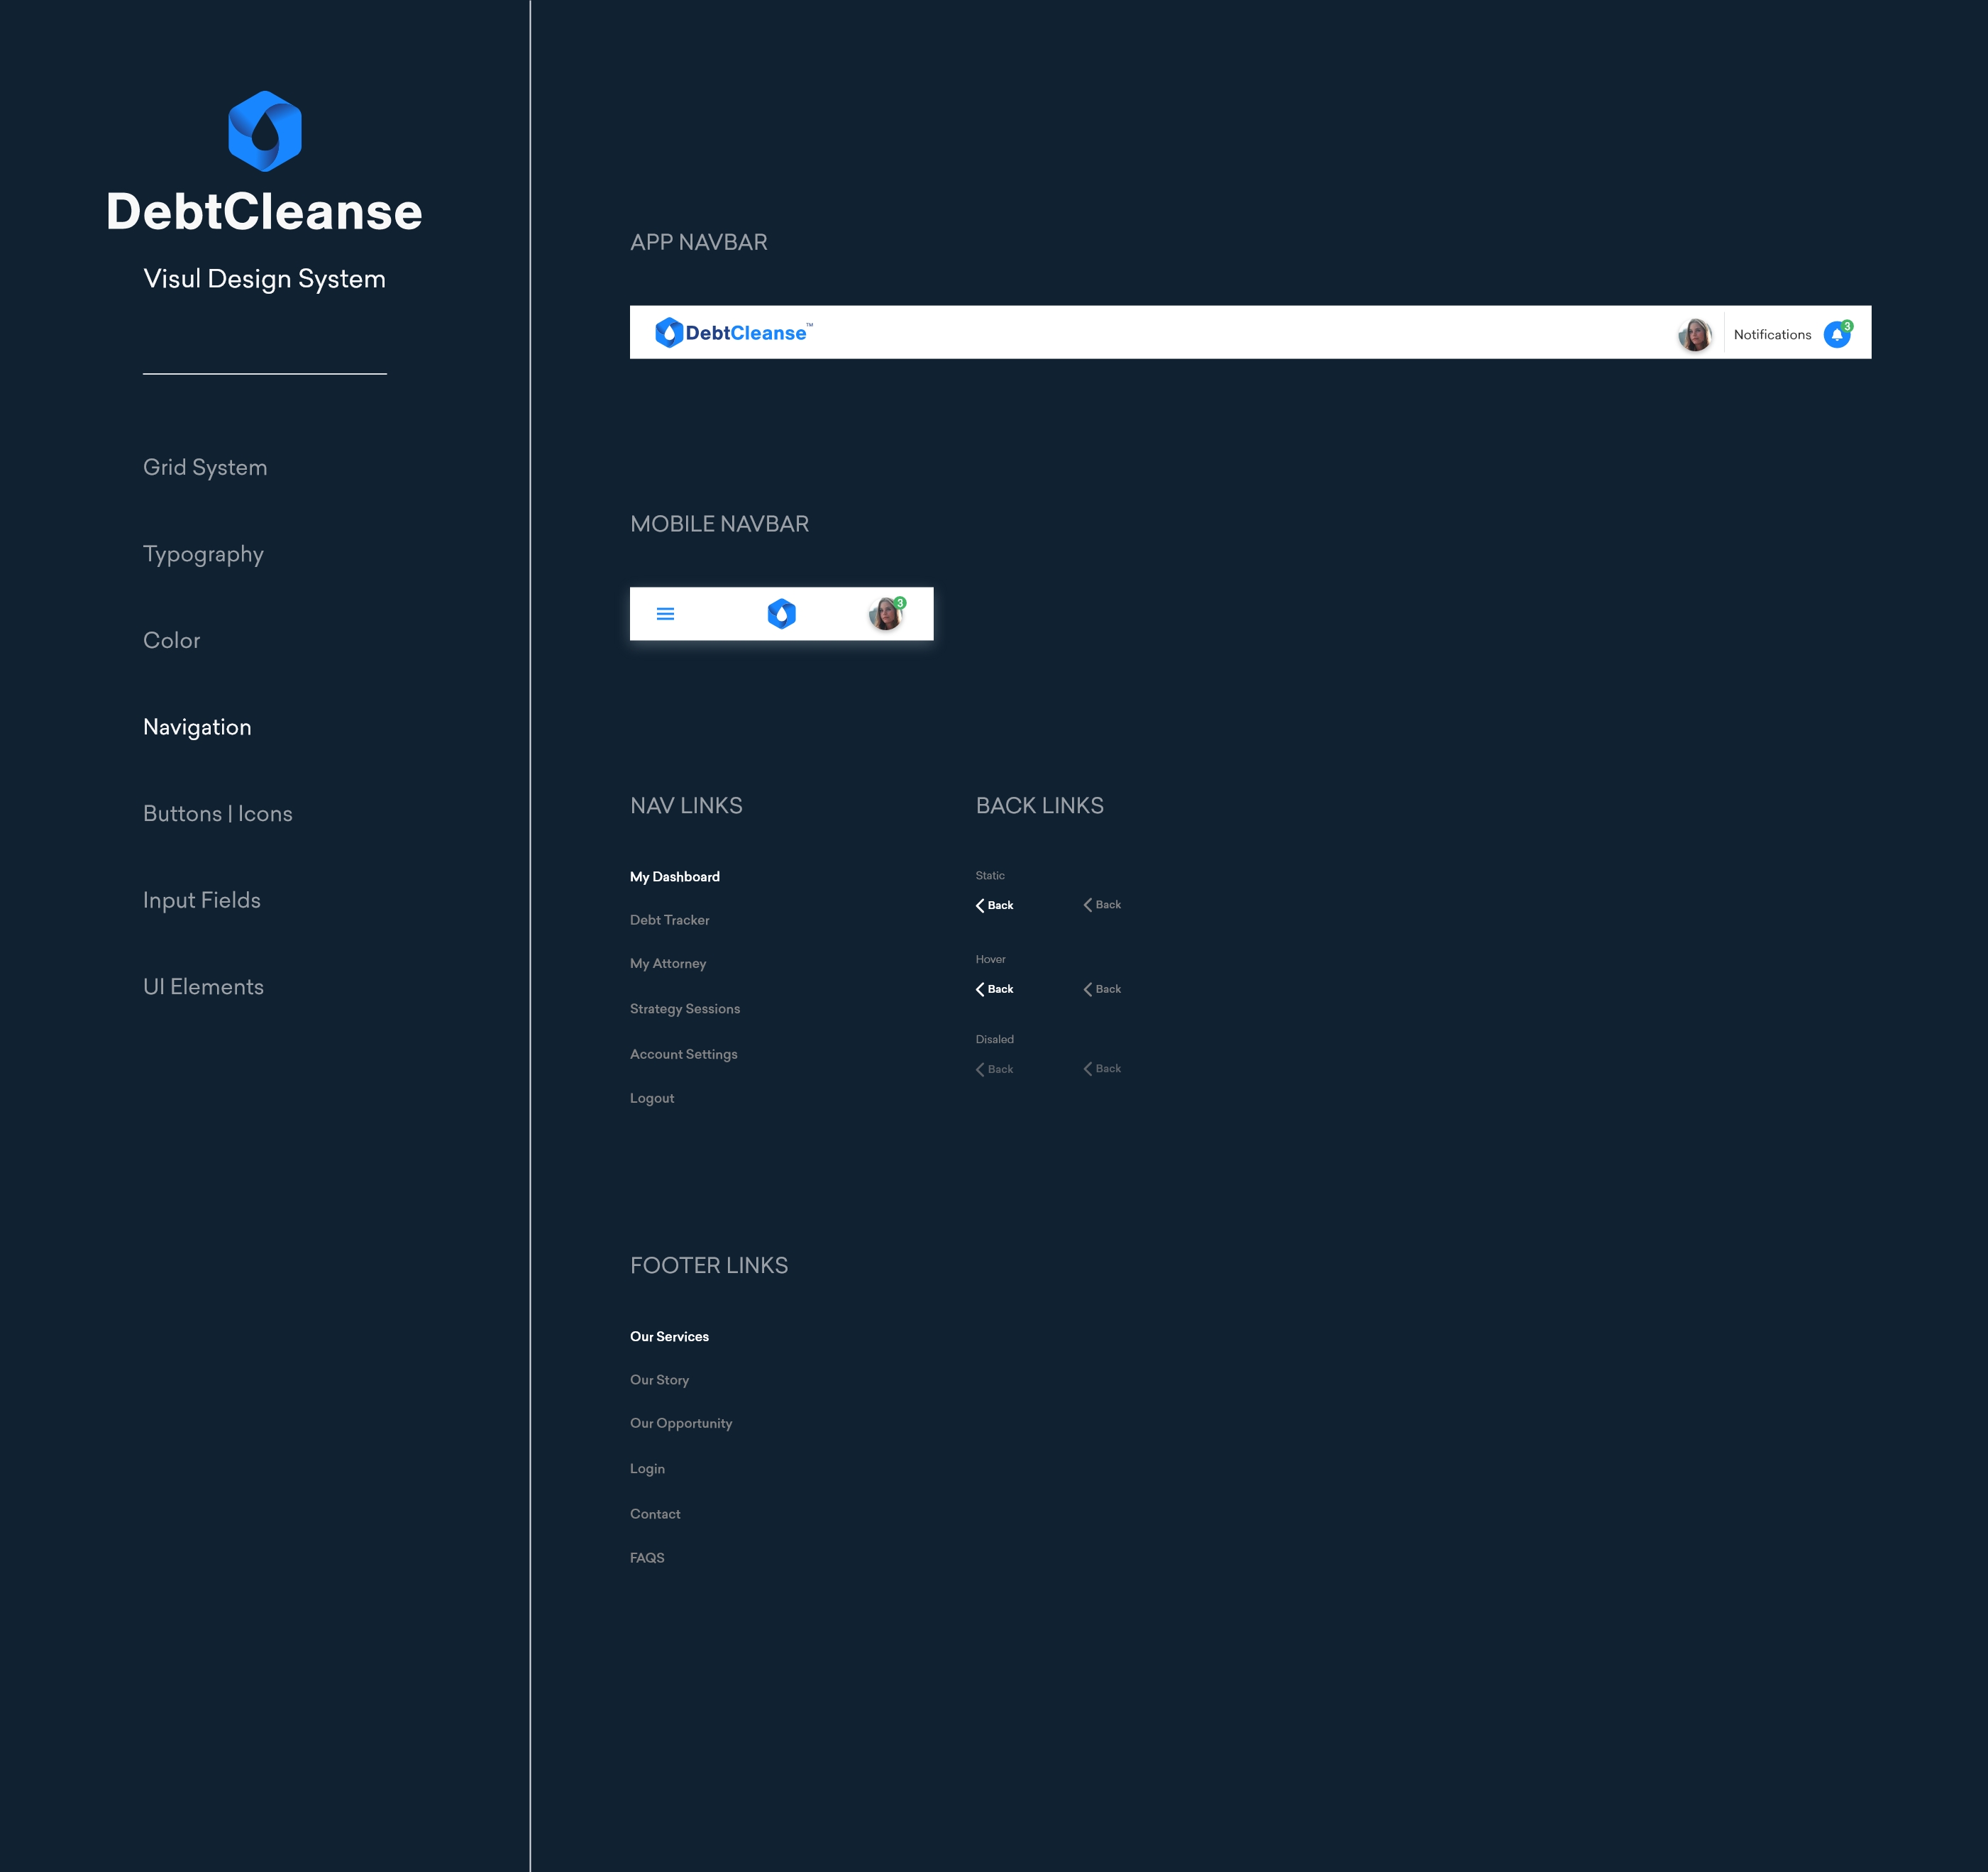 DebtCleanse
Visul Design System
Grid System
Typography
Color
Navigation
Buttons | Icons
Input Fields
UI Elements
APP NAVBAR
DebtCleanse™
Notifications
3
MOBILE NAVBAR
3
NAV LINKS
My Dashboard
Debt Tracker
My Attorney
Strategy Sessions
Account Settings
Logout
BACK LINKS
Static
Back Back
Hover
Back Back
Disaled
Back Back
FOOTER LINKS
Our Services
Our Story
Our Opportunity
Login
Contact
FAQS